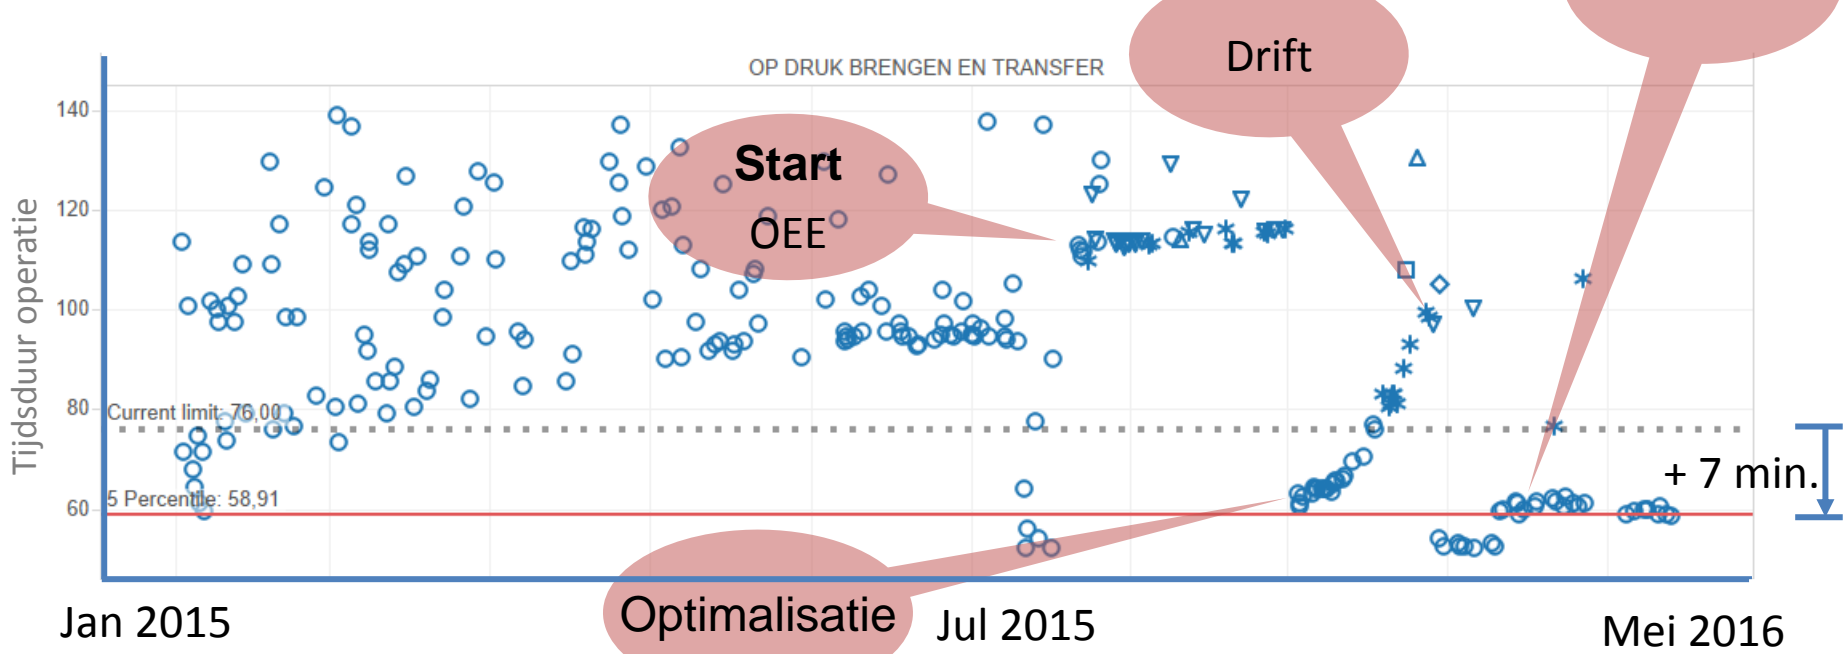 Drift
OP DRUK BRENGEN EN TRANSFER
Tijdsduur operatie
140
120
100
80
60
Start
OEE
Current limit: 76,00
5 Percentile: 58,91
+ 7 min.
Optimalisatie
Jan 2015
Jul 2015
Mei 2016